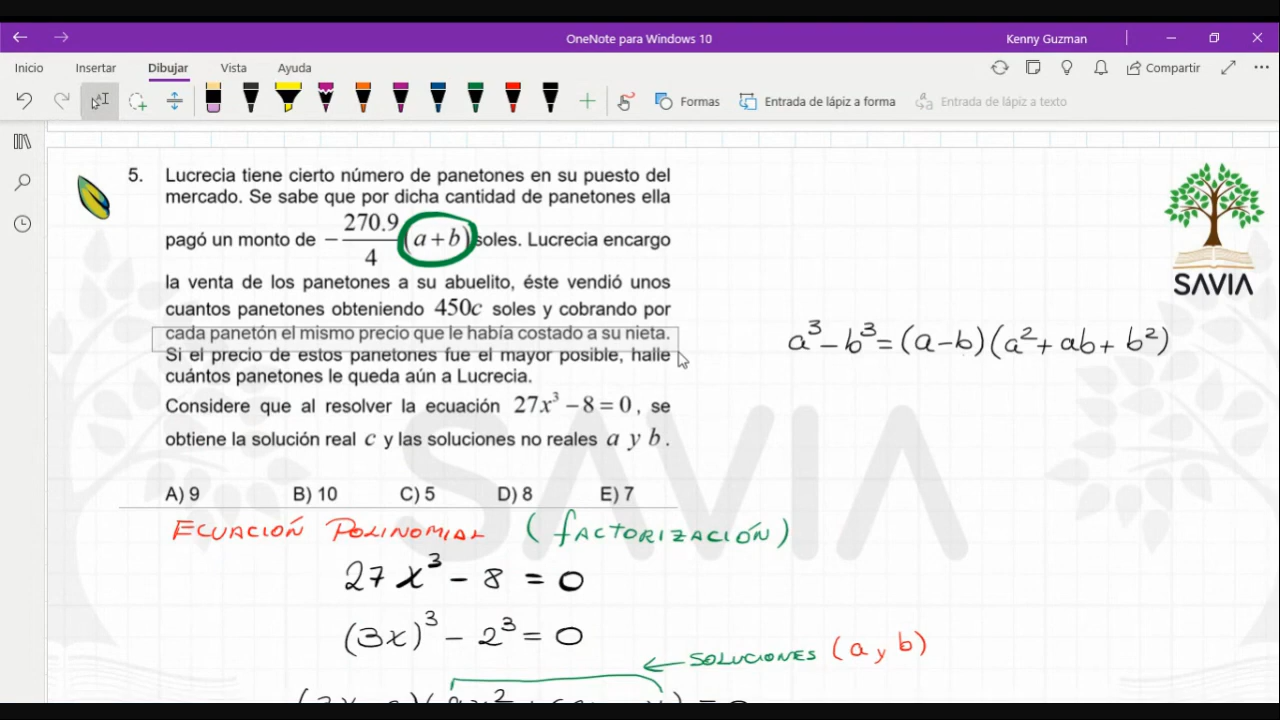 OneNote para Windows 10
Kenny Guzman
Inicio Insertar Dibujar Vista Ayuda
Compartir
Formas
Entrada de lápiz a forma
Entrada de lápiz a texto
5. Lucrecia tiene cierto número de panetones en su puesto del
mercado. Se sabe que por dicha cantidad de panetones ella
pagó un monto de −270.9/4 (a+b) soles. Lucrecia encargo
la venta de los panetones a su abuelito, éste vendió unos
cuantos panetones obteniendo 450c soles y cobrando por
cada panetón el mismo precio que le había costado a su nieta.
Si el precio de estos panetones fue el mayor posible, halle
cuántos panetones le queda aún a Lucrecia.
Considere que al resolver la ecuación 27x³ − 8 = 0, se
obtiene la solución real c y las soluciones no reales a y b.
A) 9 B) 10 C) 5 D) 8 E) 7
SAVIA
a³ − b³ = (a − b)(a² + ab + b²)
SAVIA
ECUACIÓN POLINOMIAL (FACTORIZACIÓN)
27x³ − 8 = 0
(3x)³ − 2³ = 0
SOLUCIONES (a y b)